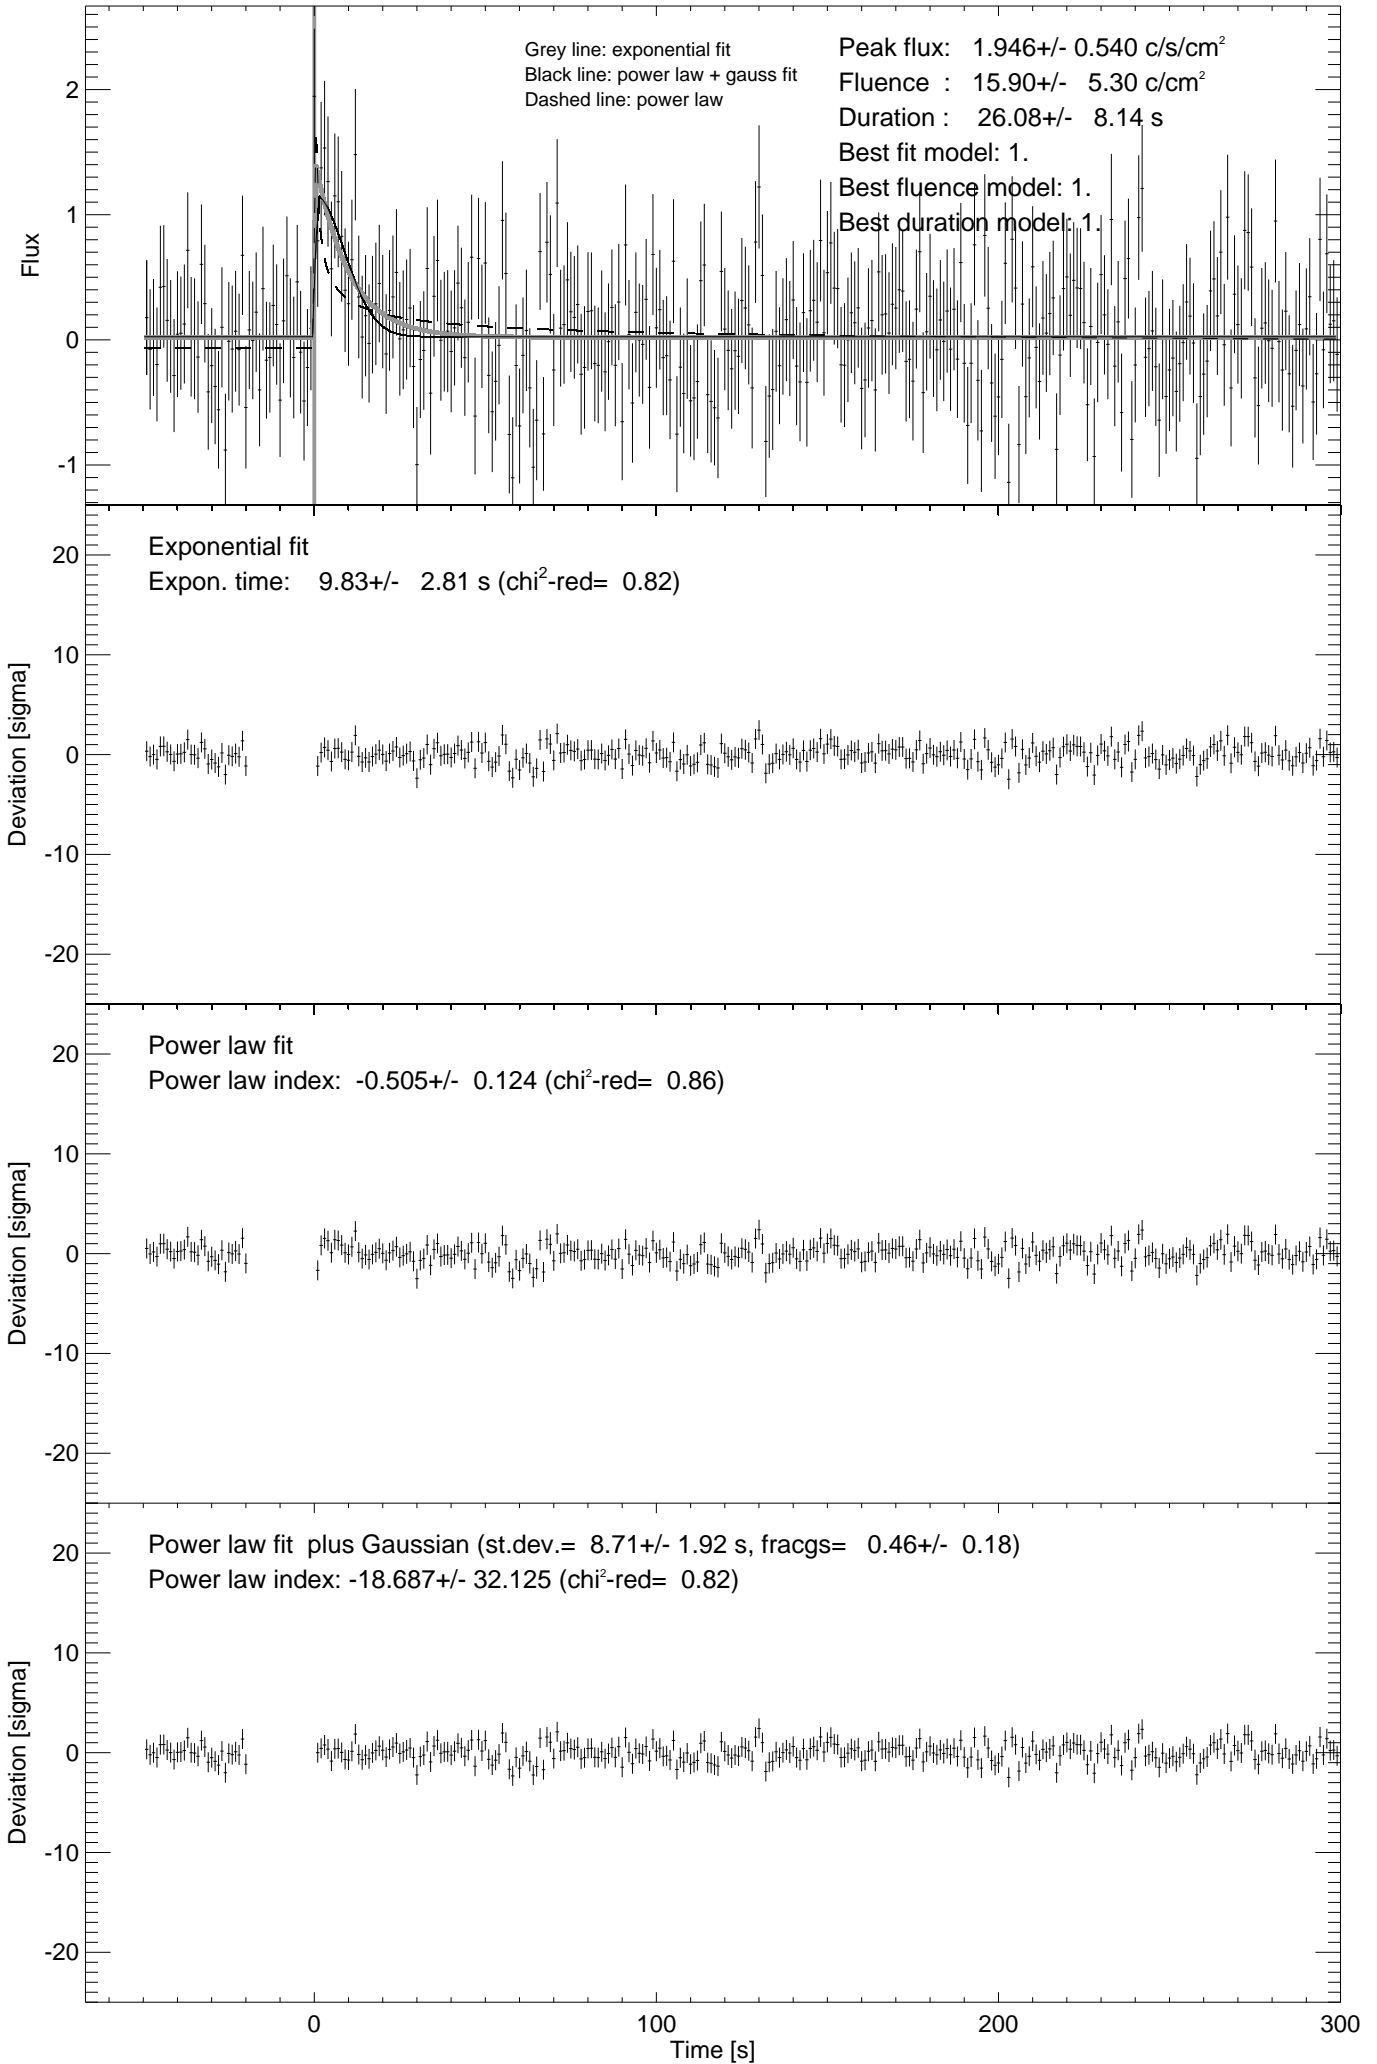 Grey line: exponential fit
Black line: power law + gauss fit
Dashed line: power law
Peak flux: 1.946+/- 0.540 c/s/cm²
Fluence : 15.90+/- 5.30 c/cm²
Duration : 26.08+/- 8.14 s
Best fit model: 1.
Best fluence model: 1.
Best duration model: 1.
2
1
0
-1
Flux
Exponential fit
Expon. time: 9.83+/- 2.81 s (chi²-red= 0.82)
20
10
0
-10
-20
Deviation [sigma]
Power law fit
Power law index: -0.505+/- 0.124 (chi²-red= 0.86)
20
10
0
-10
-20
Deviation [sigma]
Power law fit plus Gaussian (st.dev.= 8.71+/- 1.92 s, fracgs= 0.46+/- 0.18)
Power law index: -18.687+/- 32.125 (chi²-red= 0.82)
20
10
0
-10
-20
Deviation [sigma]
0 100 200 300
Time [s]